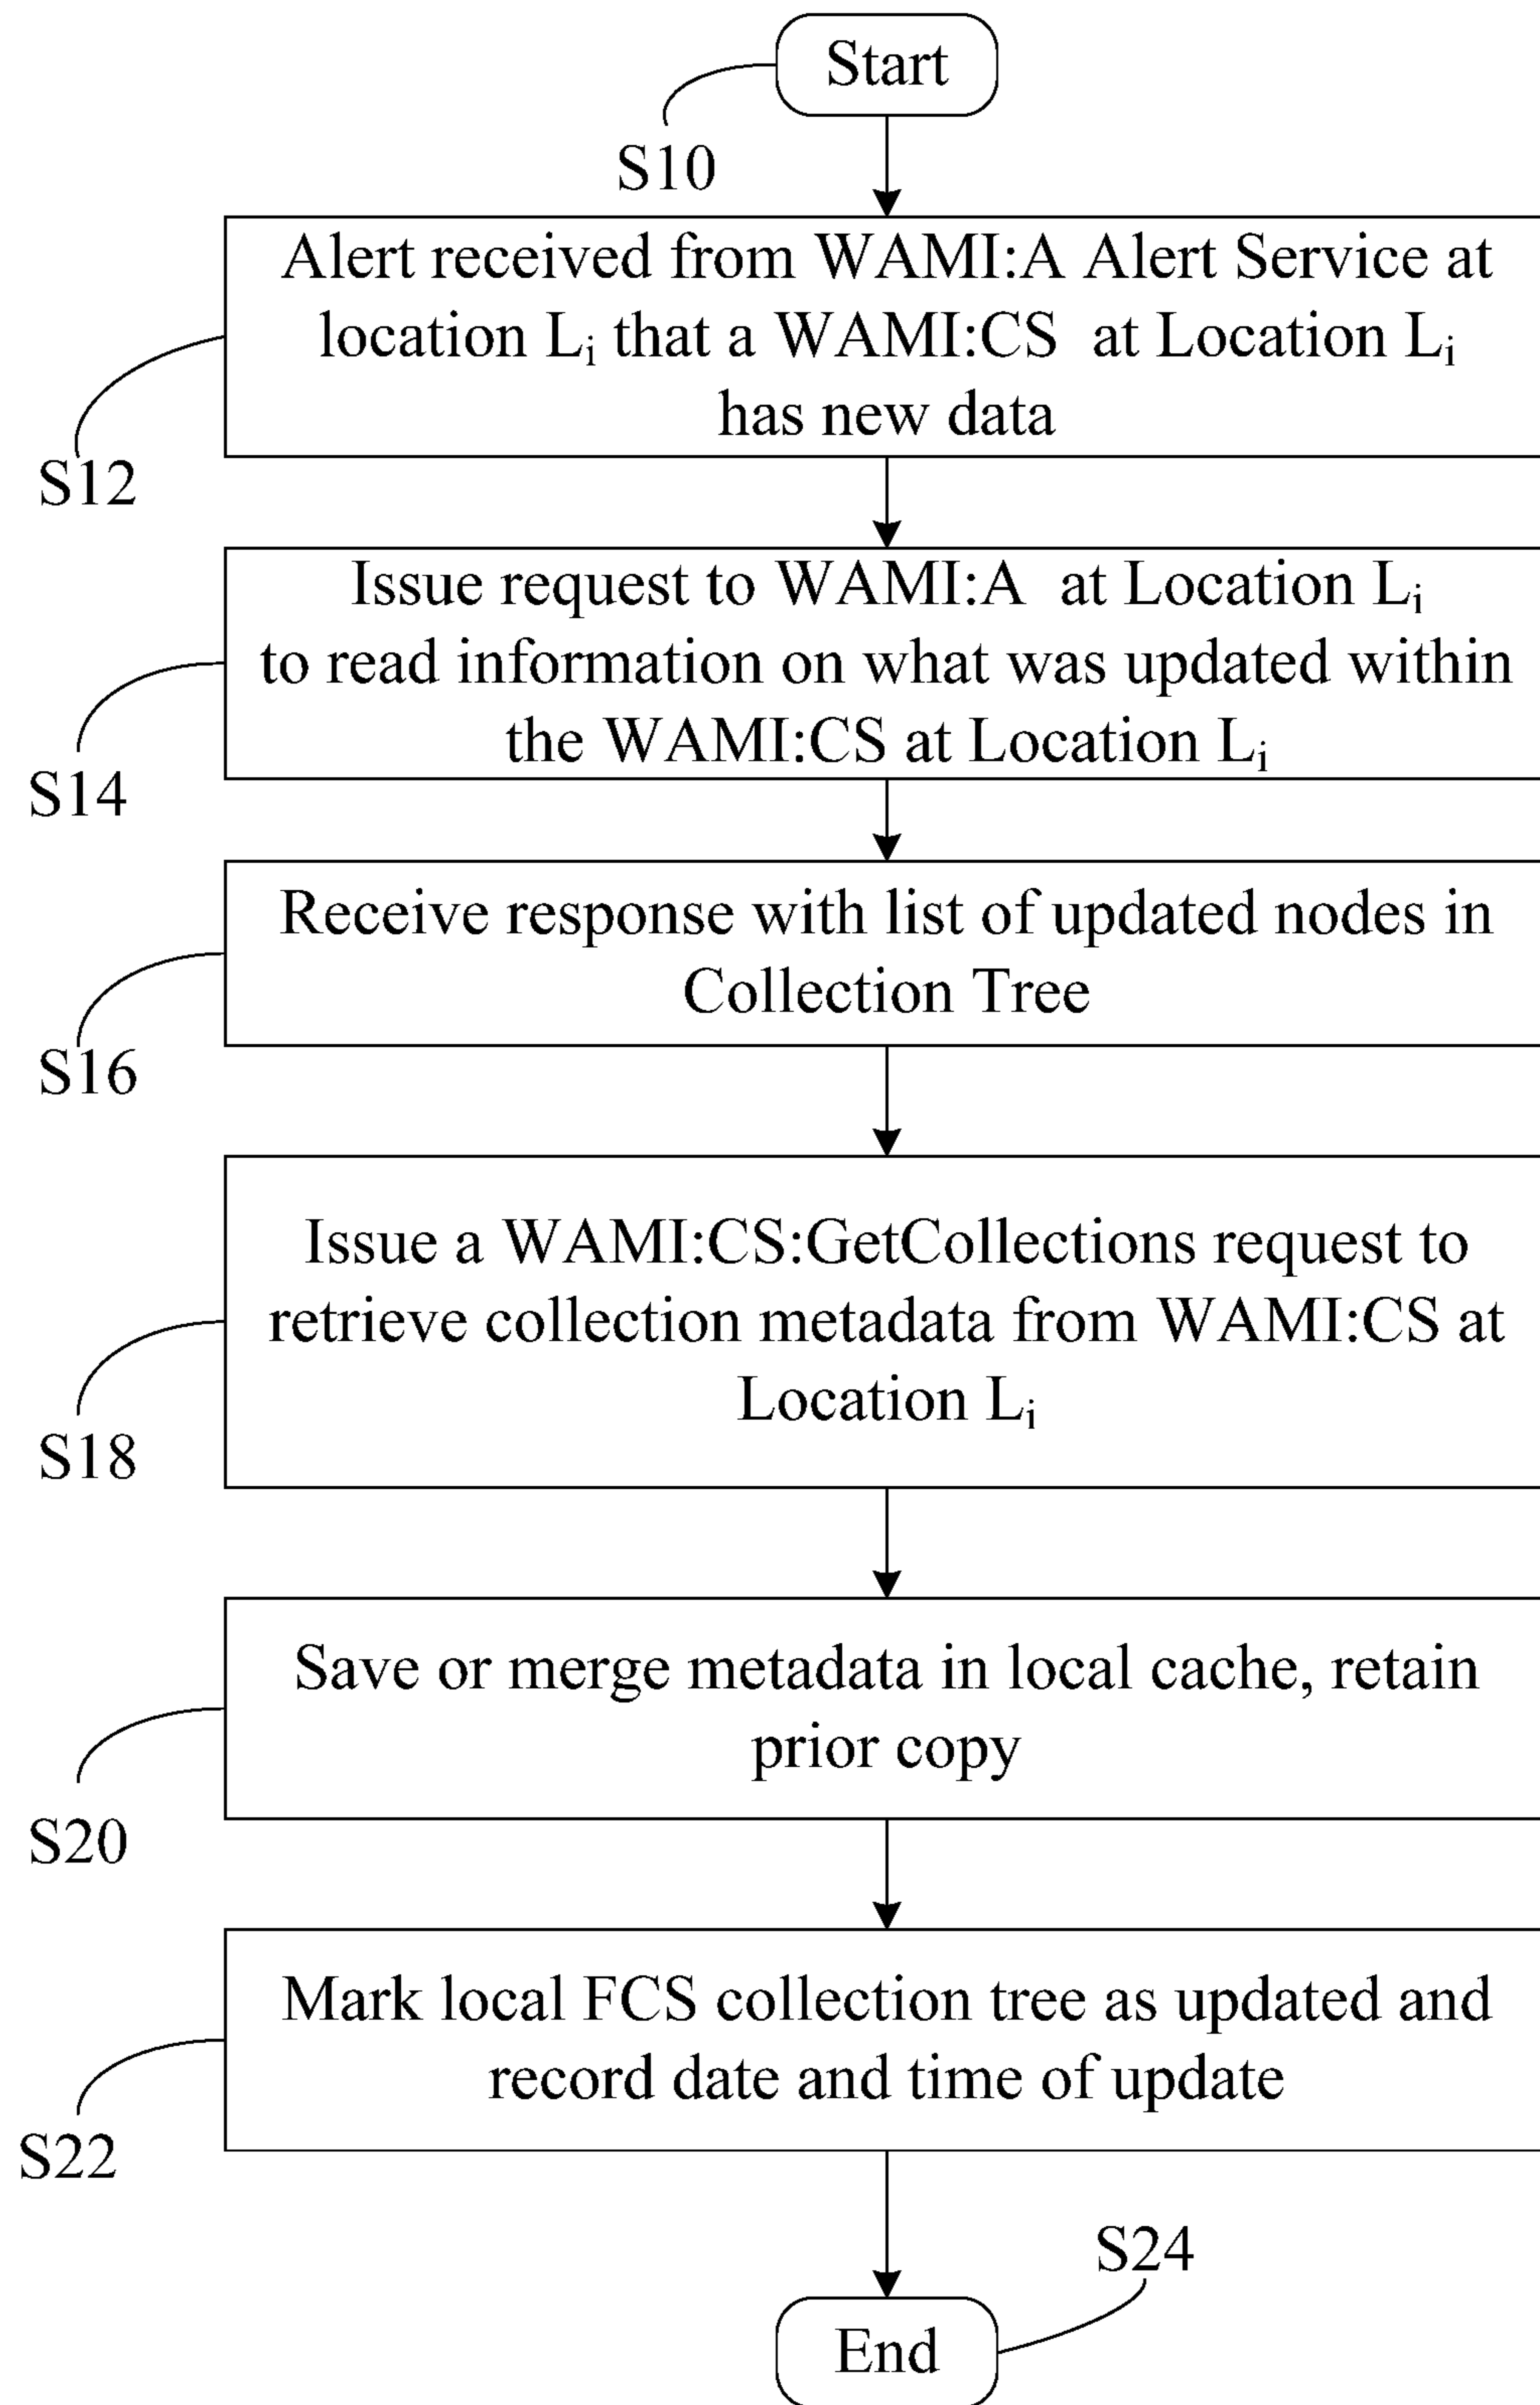 Start
S10
Alert received from WAMI:A Alert Service at
location Li that a WAMI:CS at Location Li
has new data
S12
Issue request to WAMI:A at Location Li
to read information on what was updated within
the WAMI:CS at Location Li
S14
Receive response with list of updated nodes in
Collection Tree
S16
Issue a WAMI:CS:GetCollections request to
retrieve collection metadata from WAMI:CS at
Location Li
S18
Save or merge metadata in local cache, retain
prior copy
S20
Mark local FCS collection tree as updated and
record date and time of update
S22
S24
End